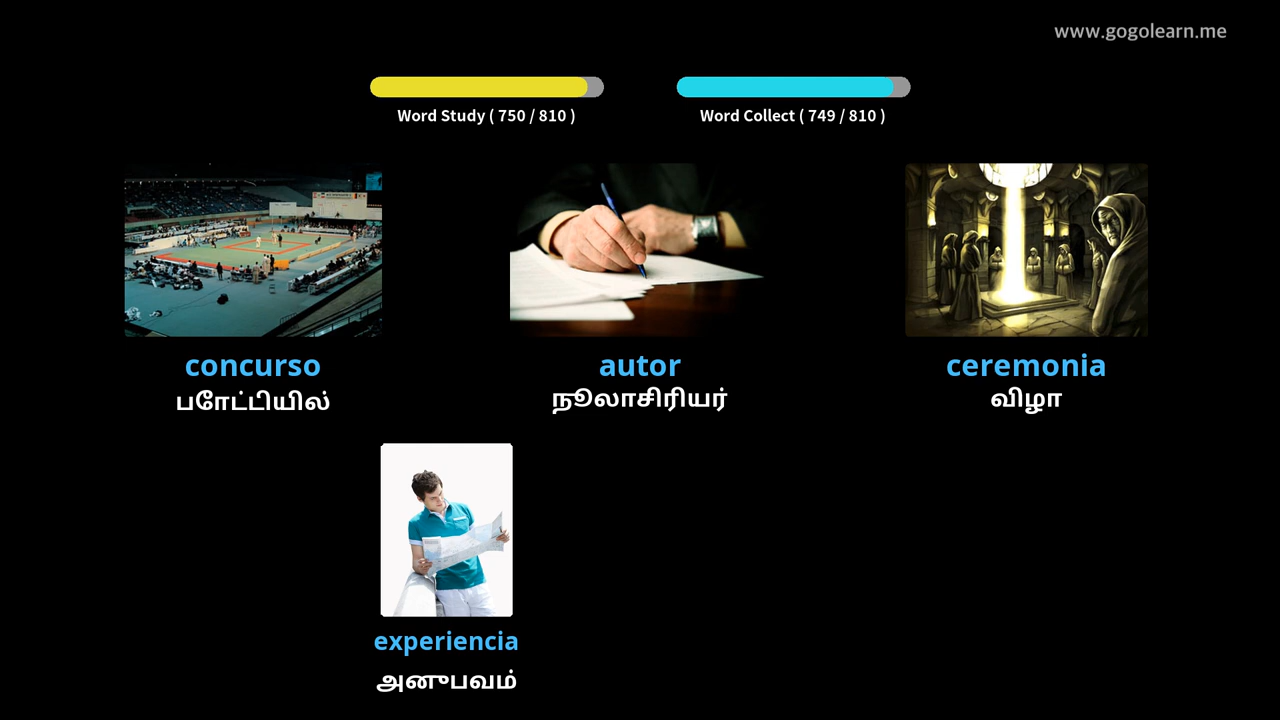 www.gogolearn.me
Word Study ( 750 / 810 )
Word Collect ( 749 / 810 )
concurso
போட்டியில்
autor
நூலாசிரியர்
ceremonia
விழா
experiencia
அனுபவம்